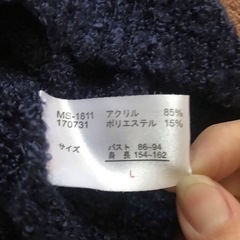 MS-1811 アクリル 85%
170731 ポリエステル 15%
サイズ バスト 86-94
身長 154-162
L